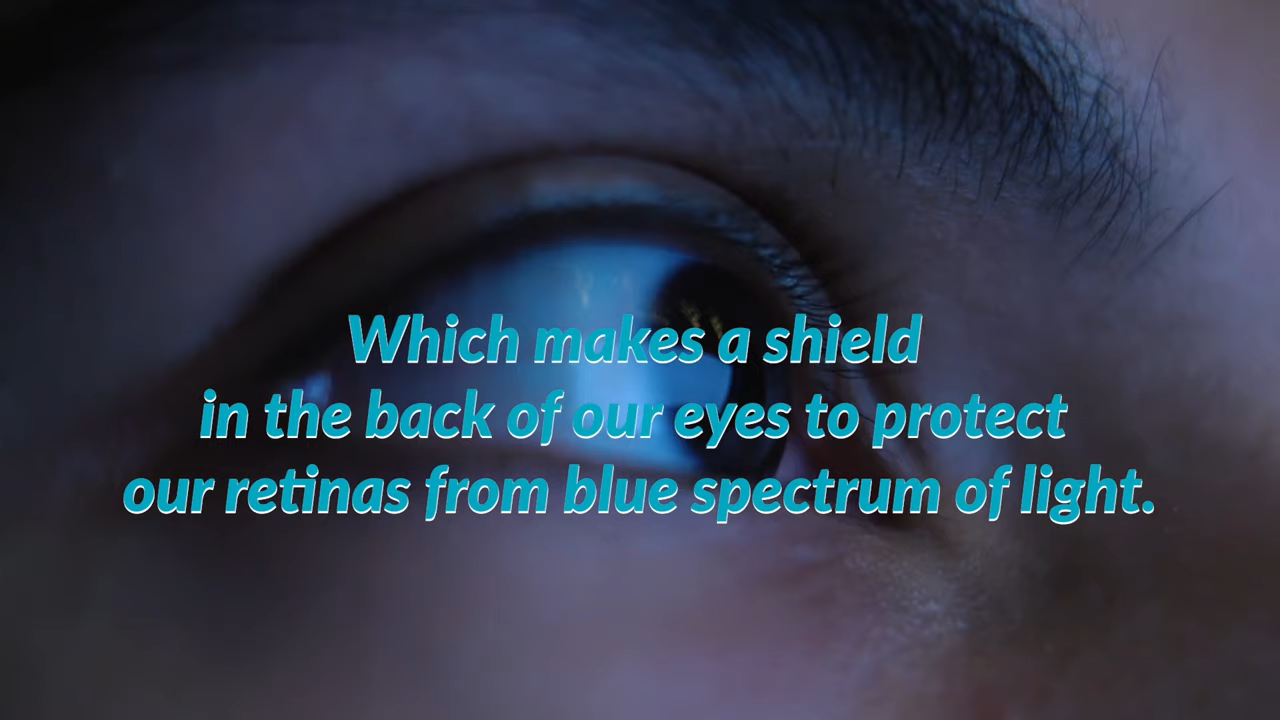 Which makes a shield
in the back of our eyes to protect
our retinas from blue spectrum of light.